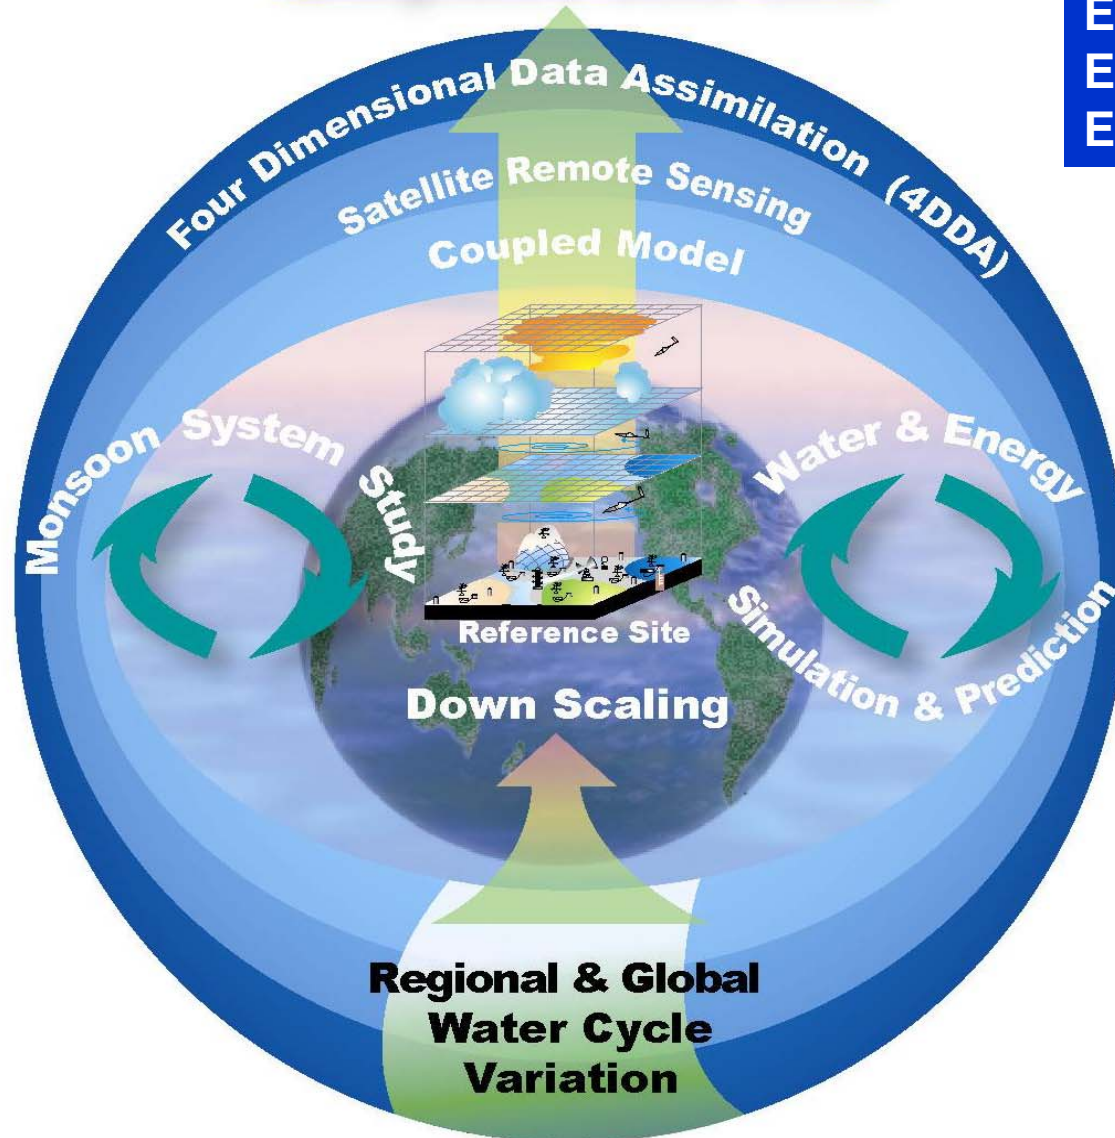 E
E
E
Four Dimensional Data Assimilation (4DDA)
Satellite Remote Sensing
Coupled Model
Monsoon System Study
Water & Energy
Simulation & Prediction
Reference Site
Down Scaling
Regional & Global
Water Cycle
Variation